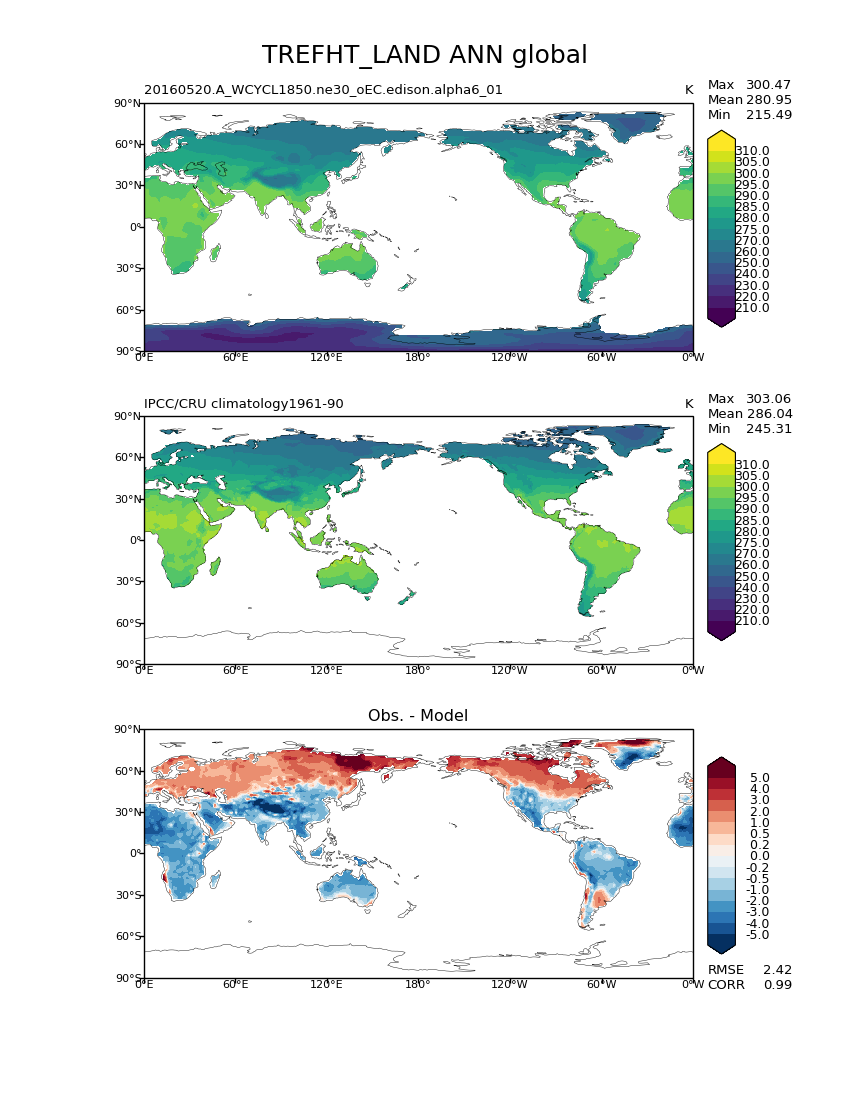 TREFHT_LAND ANN global
20160520.A_WCYCL1850.ne30_oEC.edison.alpha6_01
K
Max 300.47
Mean 280.95
Min 215.49
90°N
60°N
30°N
0°
30°S
60°S
90°S
0°E 60°E 120°E 180° 120°W 60°W 0°W
310.0
305.0
300.0
295.0
290.0
285.0
280.0
275.0
270.0
260.0
250.0
240.0
230.0
220.0
210.0
IPCC/CRU climatology1961-90
K
Max 303.06
Mean 286.04
Min 245.31
90°N
60°N
30°N
0°
30°S
60°S
90°S
0°E 60°E 120°E 180° 120°W 60°W 0°W
310.0
305.0
300.0
295.0
290.0
285.0
280.0
275.0
270.0
260.0
250.0
240.0
230.0
220.0
210.0
Obs. - Model
90°N
60°N
30°N
0°
30°S
60°S
90°S
0°E 60°E 120°E 180° 120°W 60°W 0°W
5.0
4.0
3.0
2.0
1.0
0.5
0.2
0.0
-0.2
-0.5
-1.0
-2.0
-3.0
-4.0
-5.0
RMSE 2.42
CORR 0.99